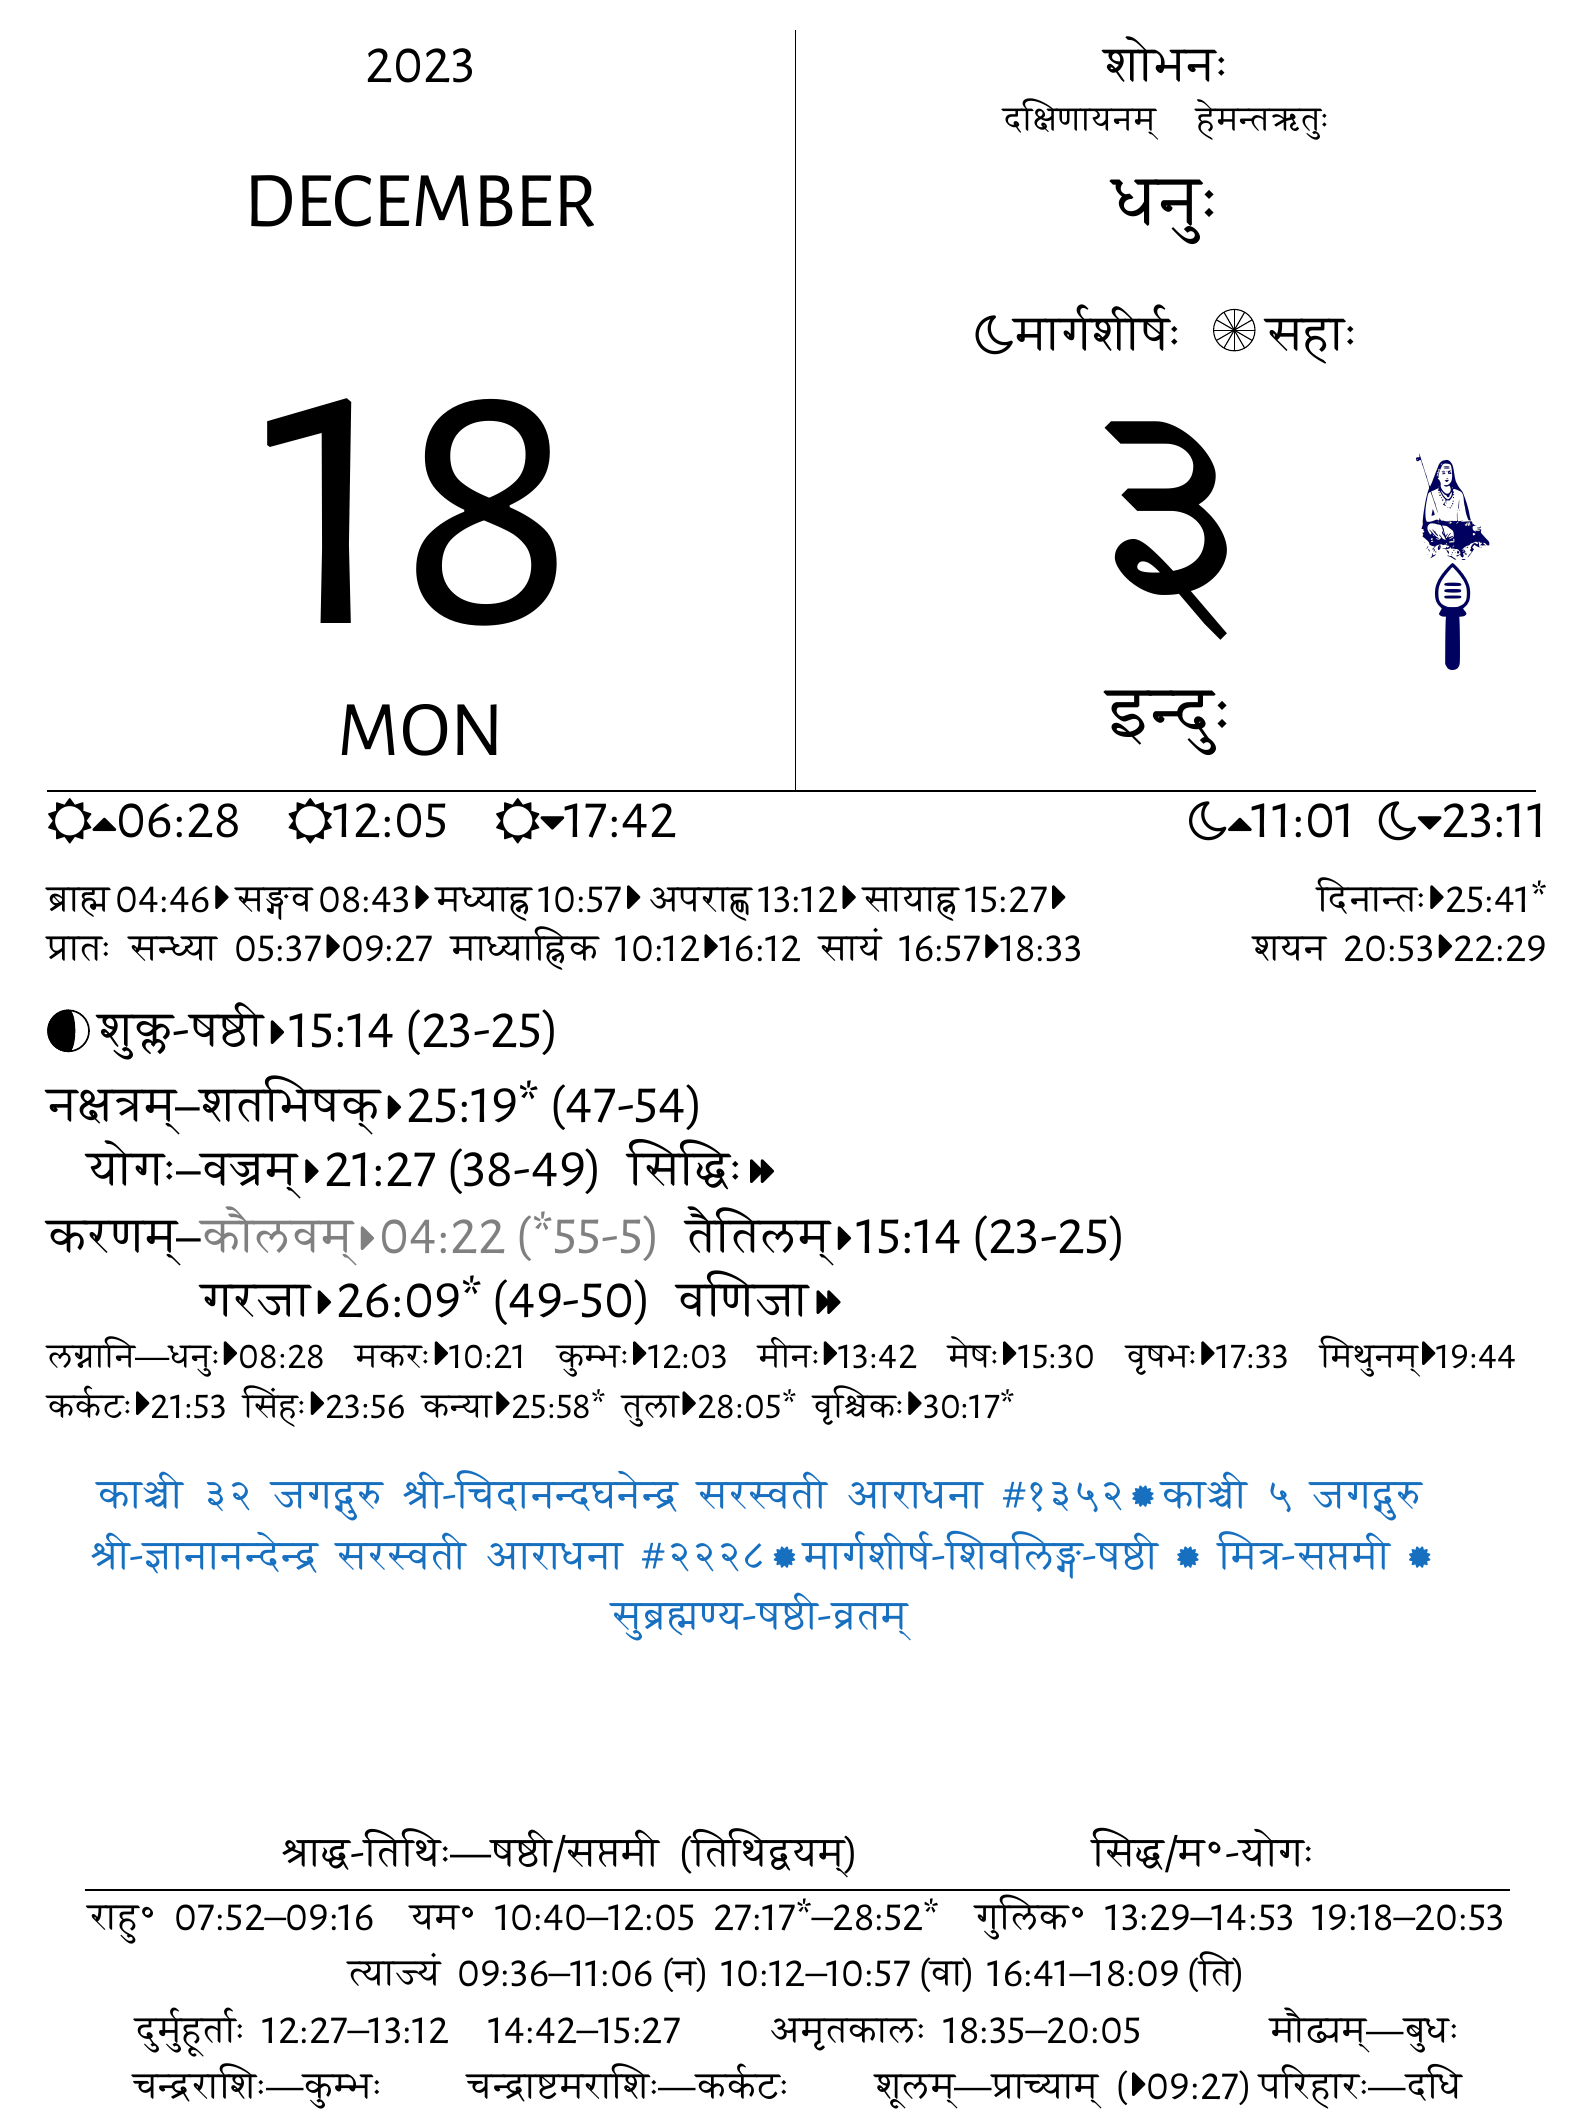 2023
DECEMBER
18
MON
शोभनः
दक्षिणायनम् हेमन्तऋतुः
धनुः
मार्गशीर्षः सहाः
३
इन्दुः
06:28 12:05 17:42 11:01 23:11
ब्राह्म 04:46 सङ्गव 08:43 मध्याह्न 10:57 अपराह्ण 13:12 सायाह्न 15:27 दिनान्तः 25:41*
प्रातः सन्ध्या 05:37 09:27 माध्याह्निक 10:12 16:12 सायं 16:57 18:33 शयन 20:53 22:29
शुक्ल-षष्ठी 15:14 (23-25)
नक्षत्रम्–शतभिषक् 25:19* (47-54)
योगः–वज्रम् 21:27 (38-49) सिद्धिः
करणम्–कौलवम् 04:22 (*55-5) तैतिलम् 15:14 (23-25)
गरजा 26:09* (49-50) वणिजा
लग्नानि—धनुः 08:28 मकरः 10:21 कुम्भः 12:03 मीनः 13:42 मेषः 15:30 वृषभः 17:33 मिथुनम् 19:44
कर्कटः 21:53 सिंहः 23:56 कन्या 25:58* तुला 28:05* वृश्चिकः 30:17*
काञ्ची ३२ जगद्गुरु श्री-चिदानन्दघनेन्द्र सरस्वती आराधना #१३५२ काञ्ची ५ जगद्गुरु
श्री-ज्ञानानन्देन्द्र सरस्वती आराधना #२२२८ मार्गशीर्ष-शिवलिङ्ग-षष्ठी मित्र-सप्तमी
सुब्रह्मण्य-षष्ठी-व्रतम्
श्राद्ध-तिथिः—षष्ठी/सप्तमी (तिथिद्वयम्) सिद्ध/म॰-योगः
राहु॰ 07:52–09:16 यम॰ 10:40–12:05 27:17*–28:52* गुलिक॰ 13:29–14:53 19:18–20:53
त्याज्यं 09:36–11:06 (न) 10:12–10:57 (वा) 16:41–18:09 (ति)
दुर्मुहूर्ताः 12:27–13:12 14:42–15:27 अमृतकालः 18:35–20:05 मौढ्यम्—बुधः
चन्द्रराशिः—कुम्भः चन्द्राष्टमराशिः—कर्कटः शूलम्—प्राच्याम् (09:27) परिहारः—दधि